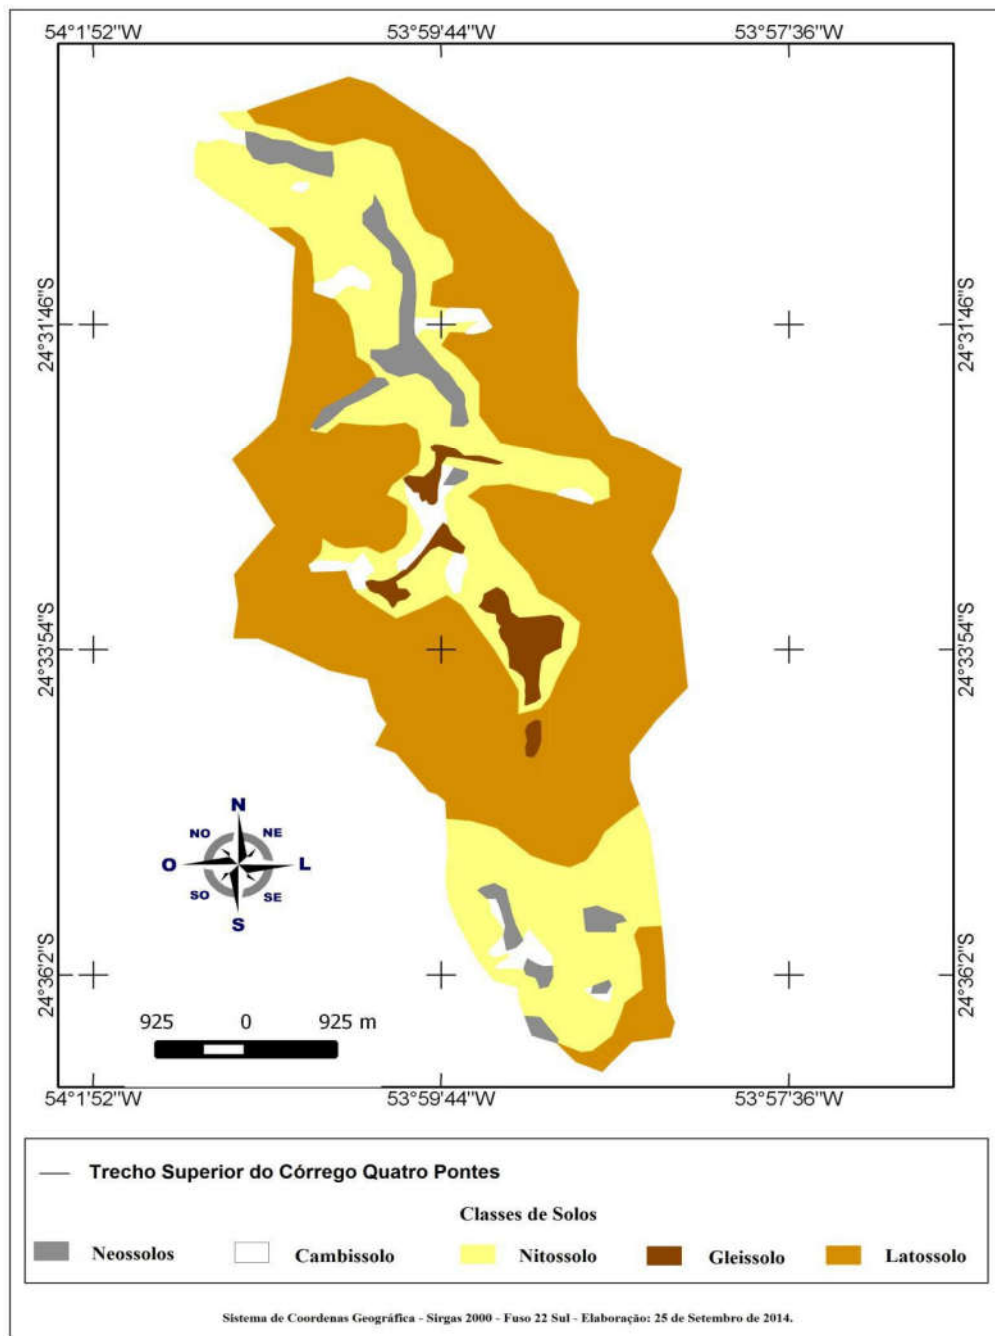 54°1'52"W 53°59'44"W 53°57'36"W
24°31'46"S 24°31'46"S
24°33'54"S 24°33'54"S
N
NO NE
O L
SO SE
S
24°36'2"S 24°36'2"S
925 0 925 m
54°1'52"W 53°59'44"W 53°57'36"W
Trecho Superior do Córrego Quatro Pontes
Classes de Solos
Neossolos Cambissolo Nitossolo Gleissolo Latossolo
Sistema de Coordenas Geográfica - Sirgas 2000 - Fuso 22 Sul - Elaboração: 25 de Setembro de 2014.